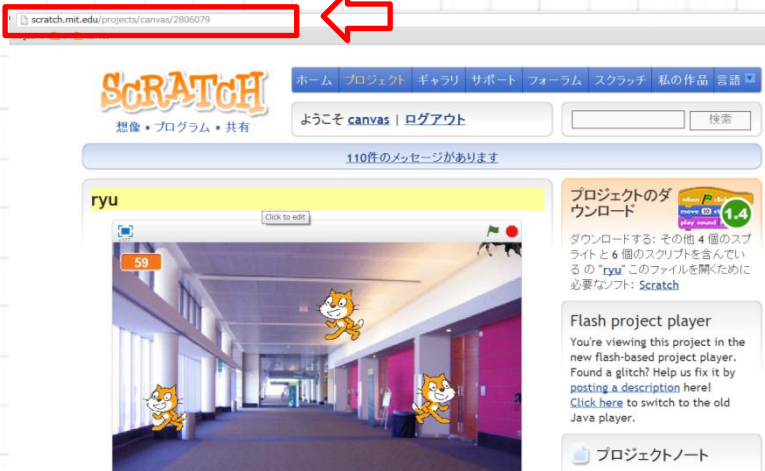 scratch.mit.edu/projects/canvas/2806079
SCRATCH
想像・プログラム・共有
ホーム プロジェクト ギャラリ サポート フォーラム スクラッチ 私の作品 言語
ようこそ canvas | ログアウト
検索
110件のメッセージがあります
ryu
Click to edit
59
プロジェクトのダ
ウンロード
1.4
ダウンロードする: その他 4 個のスプ
ライトと 6 個のスクリプトを含んでい
る の "ryu" このファイルを開くために
必要なソフト: Scratch
Flash project player
You're viewing this project in the
new flash-based project player.
Found a glitch? Help us fix it by
posting a description here!
Click here to switch to the old
Java player.
プロジェクトノート